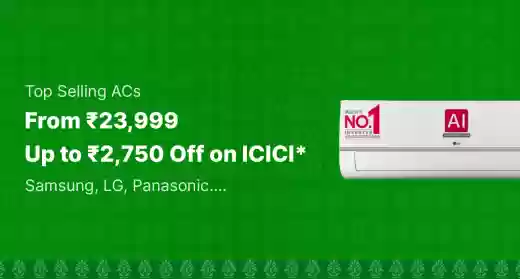 Top Selling ACs
From ₹23,999
Up to ₹2,750 Off on ICICI*
Samsung, LG, Panasonic....
NO.1
AI
LG